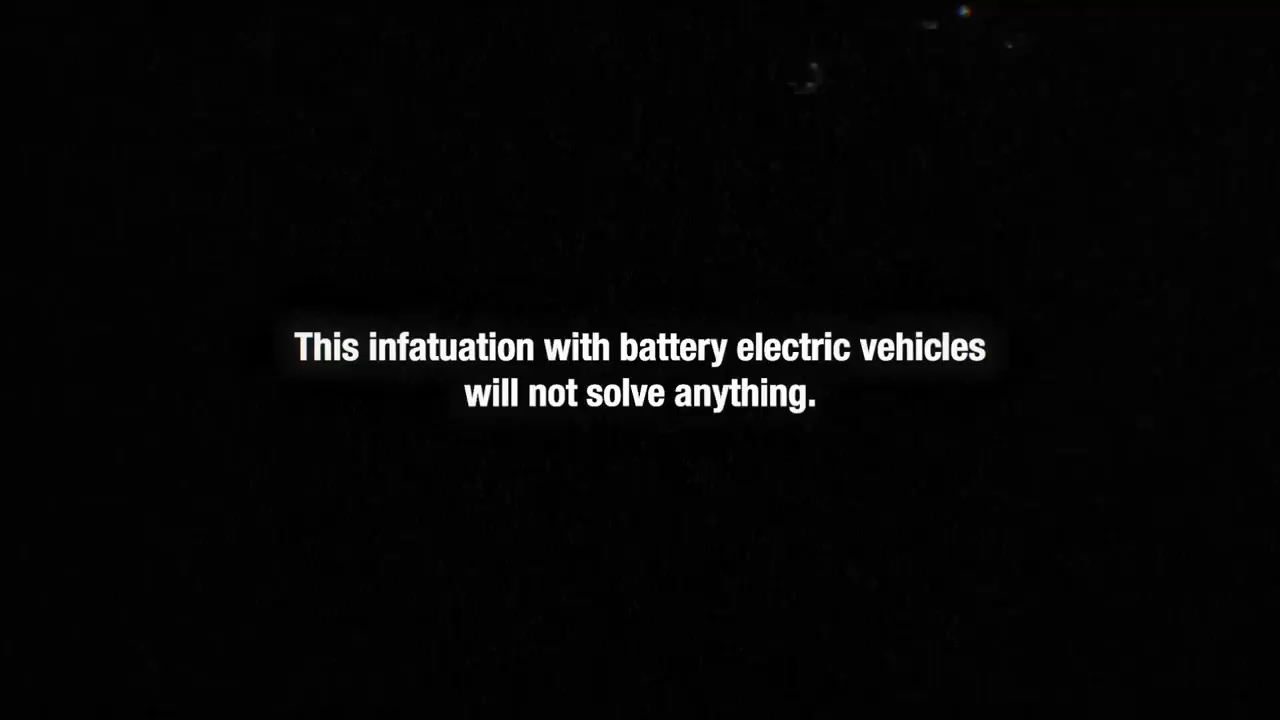 This infatuation with battery electric vehicles
will not solve anything.